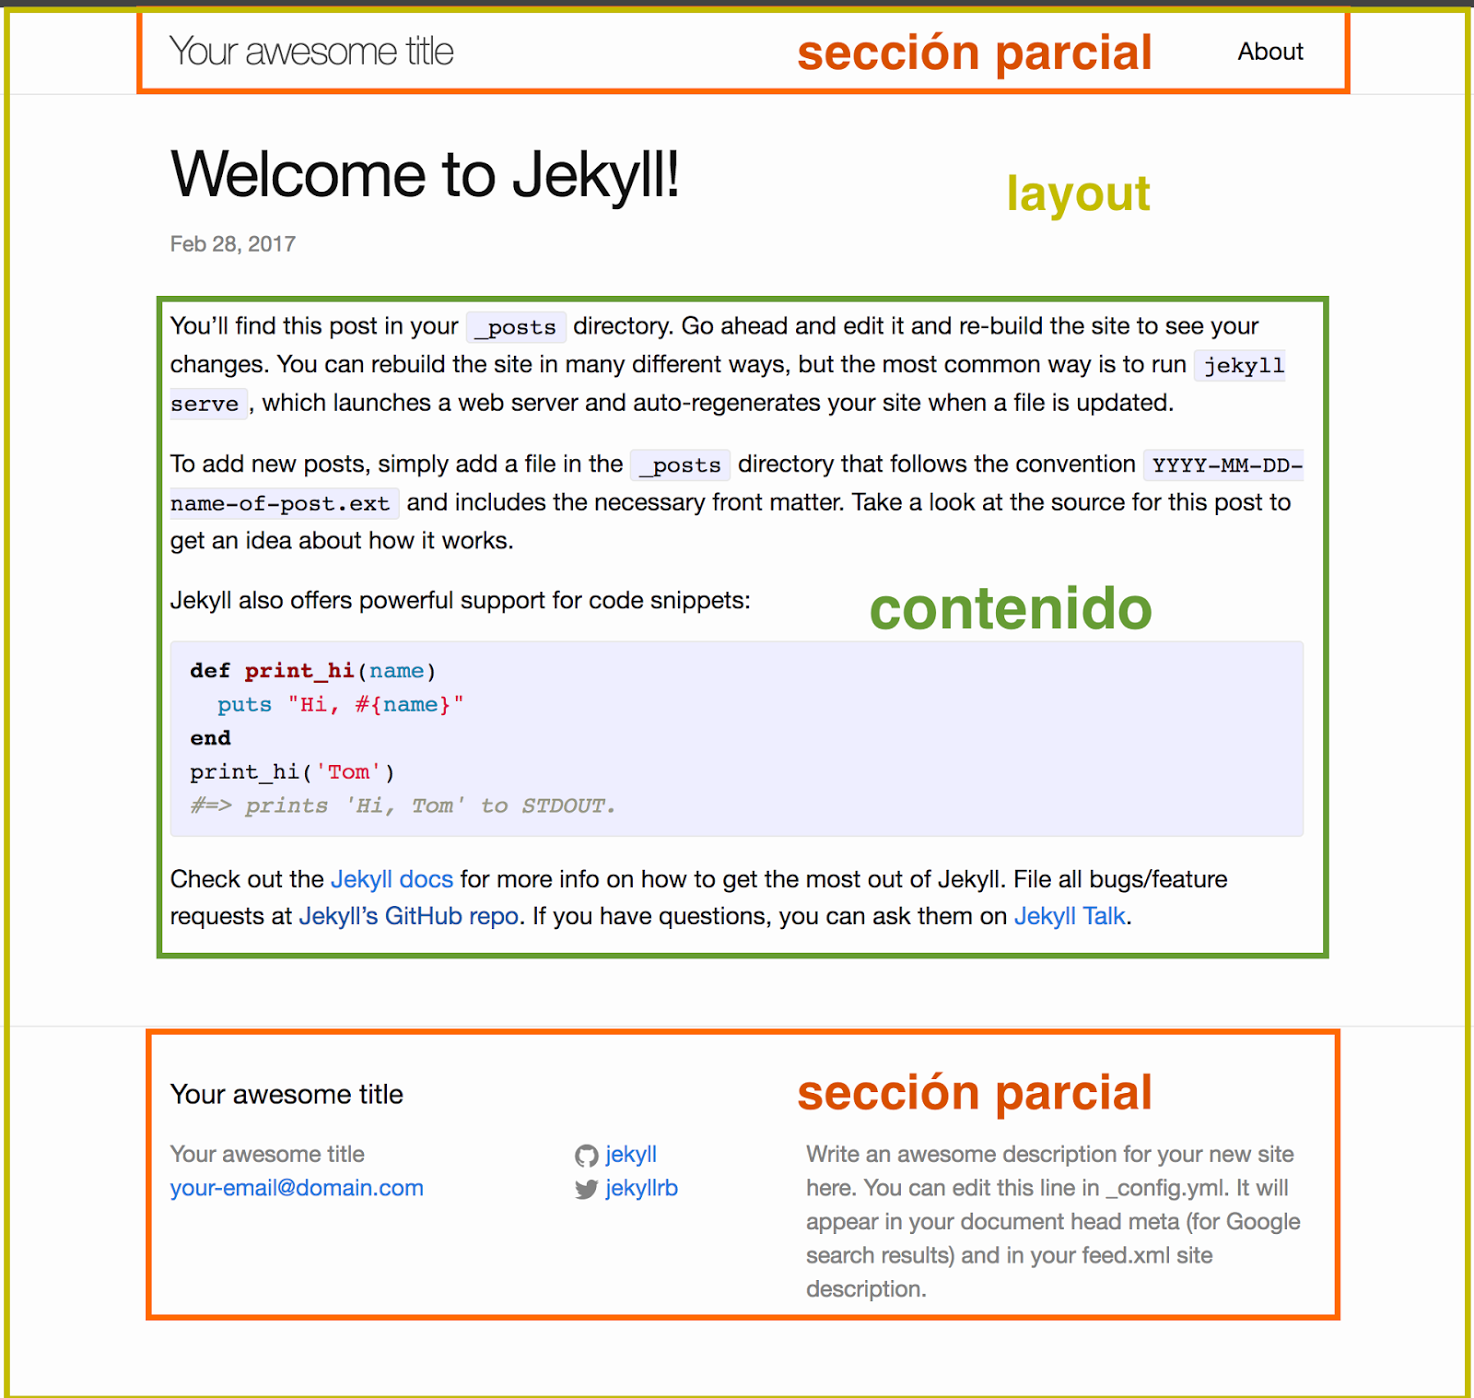 Your awesome title sección parcial About
Welcome to Jekyll!
layout
Feb 28, 2017
You’ll find this post in your _posts directory. Go ahead and edit it and re-build the site to see your
changes. You can rebuild the site in many different ways, but the most common way is to run jekyll
serve , which launches a web server and auto-regenerates your site when a file is updated.
To add new posts, simply add a file in the _posts directory that follows the convention YYYY-MM-DD-
name-of-post.ext and includes the necessary front matter. Take a look at the source for this post to
get an idea about how it works.
Jekyll also offers powerful support for code snippets:
contenido
def print_hi(name)
  puts "Hi, #{name}"
end
print_hi('Tom')
#=> prints 'Hi, Tom' to STDOUT.
Check out the Jekyll docs for more info on how to get the most out of Jekyll. File all bugs/feature
requests at Jekyll’s GitHub repo. If you have questions, you can ask them on Jekyll Talk.
Your awesome title
sección parcial
Your awesome title
your-email@domain.com
jekyll
jekyllrb
Write an awesome description for your new site
here. You can edit this line in _config.yml. It will
appear in your document head meta (for Google
search results) and in your feed.xml site
description.